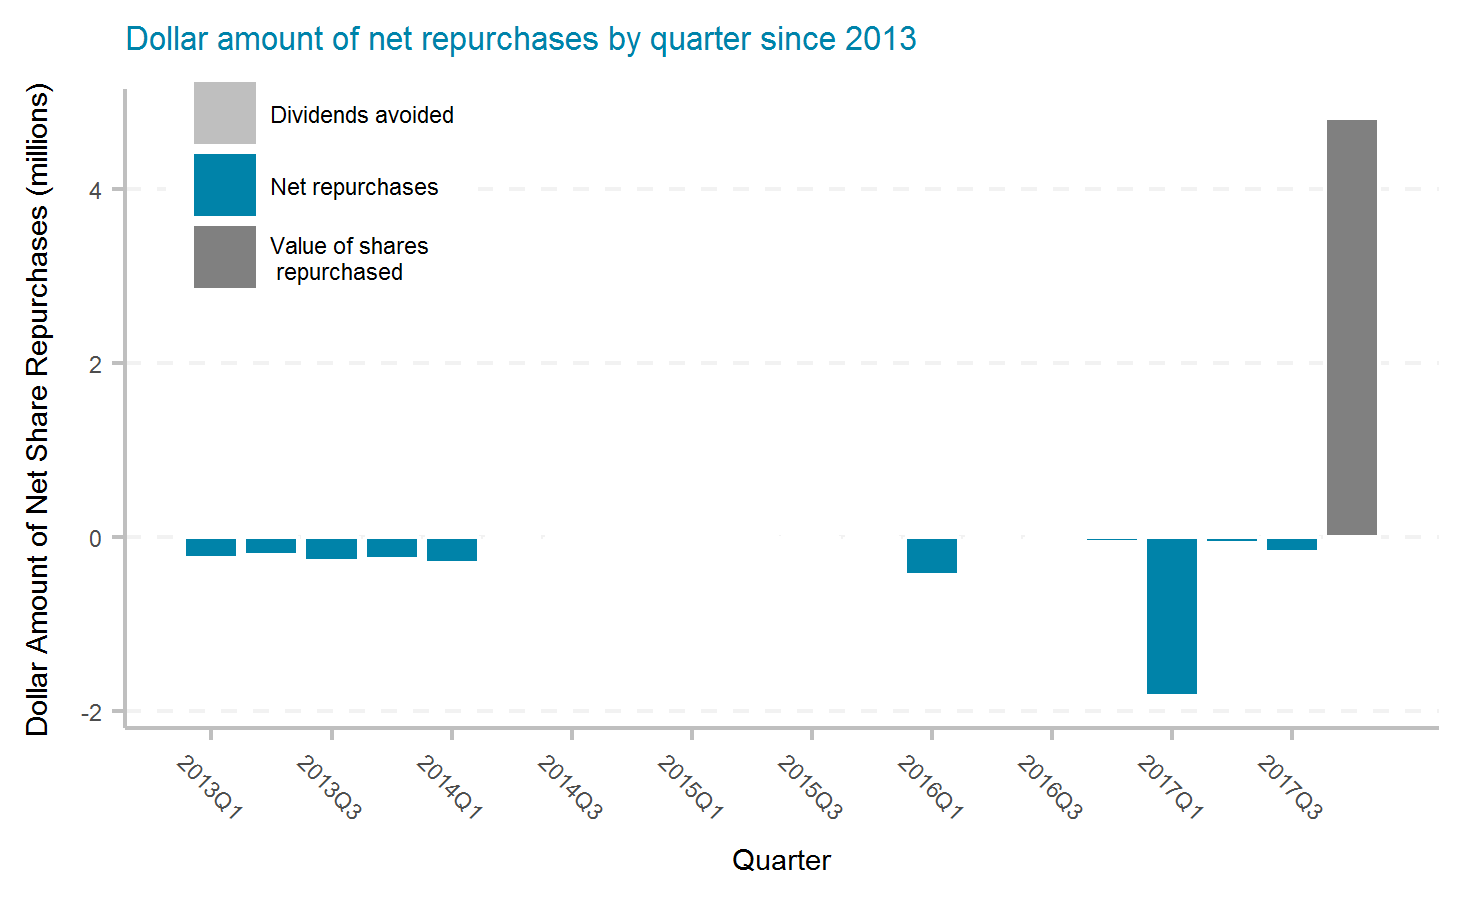 Dollar amount of net repurchases by quarter since 2013
Dollar Amount of Net Share Repurchases (millions)
Dividends avoided
Net repurchases
Value of shares
repurchased
4
2
0
-2
2013Q1
2013Q3
2014Q1
2014Q3
2015Q1
2015Q3
2016Q1
2016Q3
2017Q1
2017Q3
Quarter